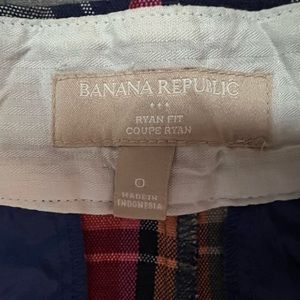 BANANA REPUBLIC
RYAN FIT
COUPE RYAN
0
MADE IN
INDONESIA